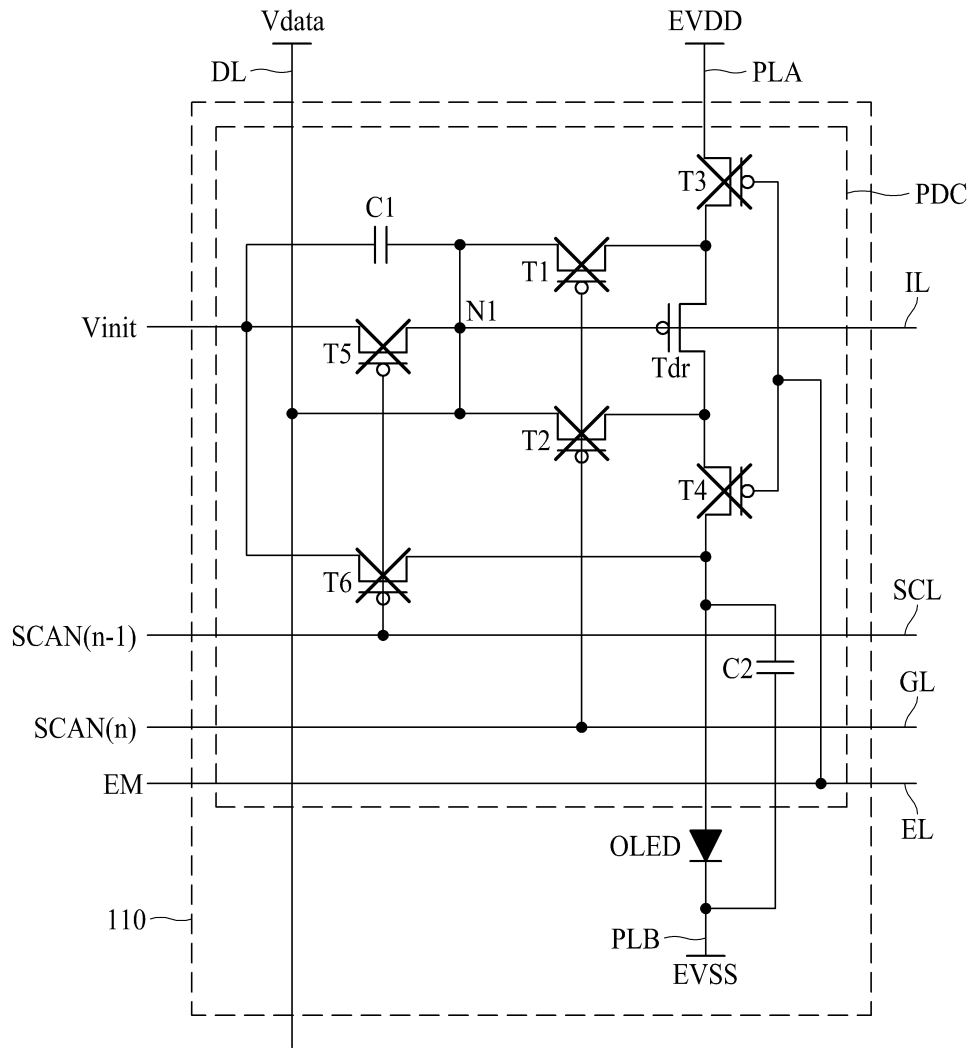 Vdata
EVDD
DL
PLA
T3
PDC
C1
T1
IL
N1
Vinit
T5
Tdr
T2
T4
T6
SCL
SCAN(n-1)
C2
GL
SCAN(n)
EM
EL
OLED
110
PLB
EVSS